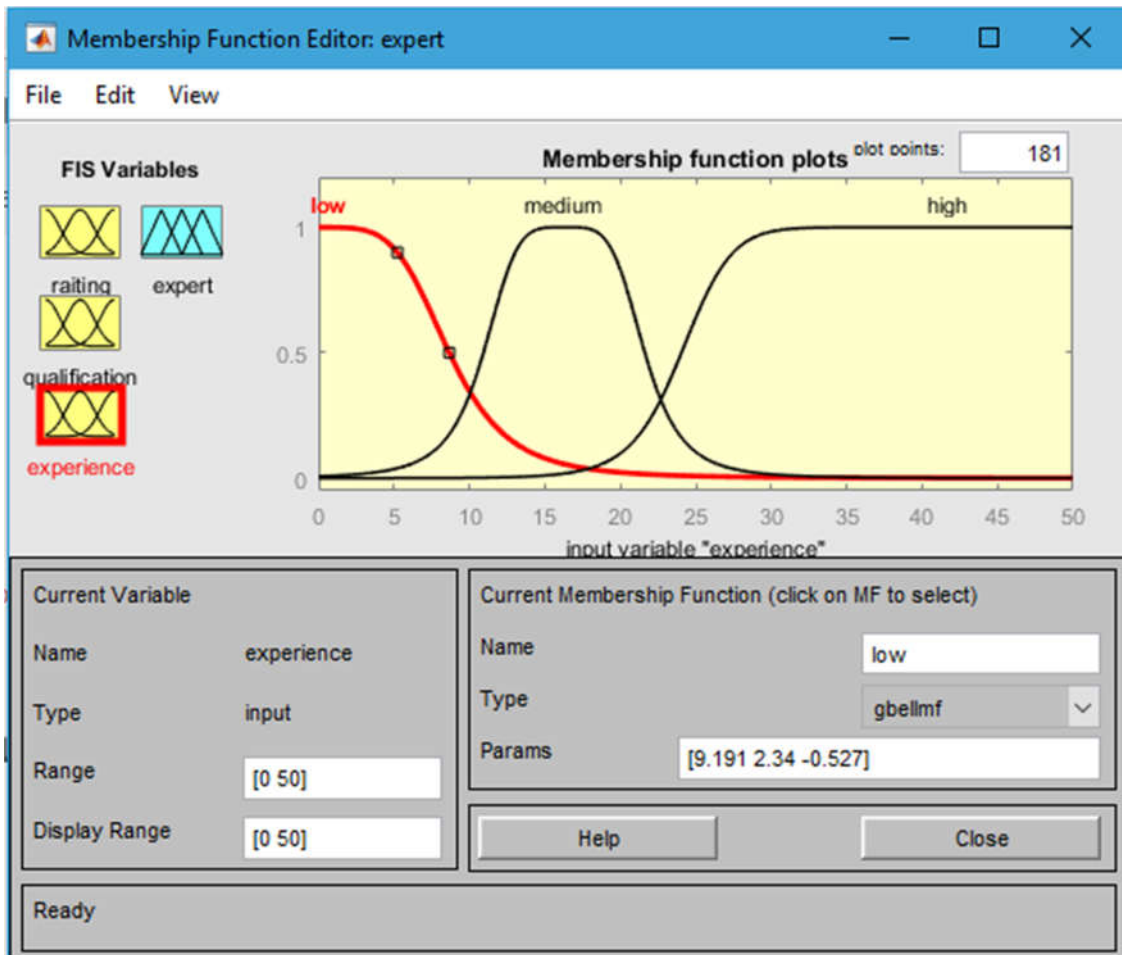 Membership Function Editor: expert
File Edit View
FIS Variables
Membership function plots
plot points:
181
raiting
expert
qualification
experience
low
medium
high
1
0.5
0
0 5 10 15 20 25 30 35 40 45 50
input variable "experience"
Current Variable
Name experience
Type input
Range [0 50]
Display Range [0 50]
Current Membership Function (click on MF to select)
Name low
Type gbellmf
Params [9.191 2.34 -0.527]
Help Close
Ready